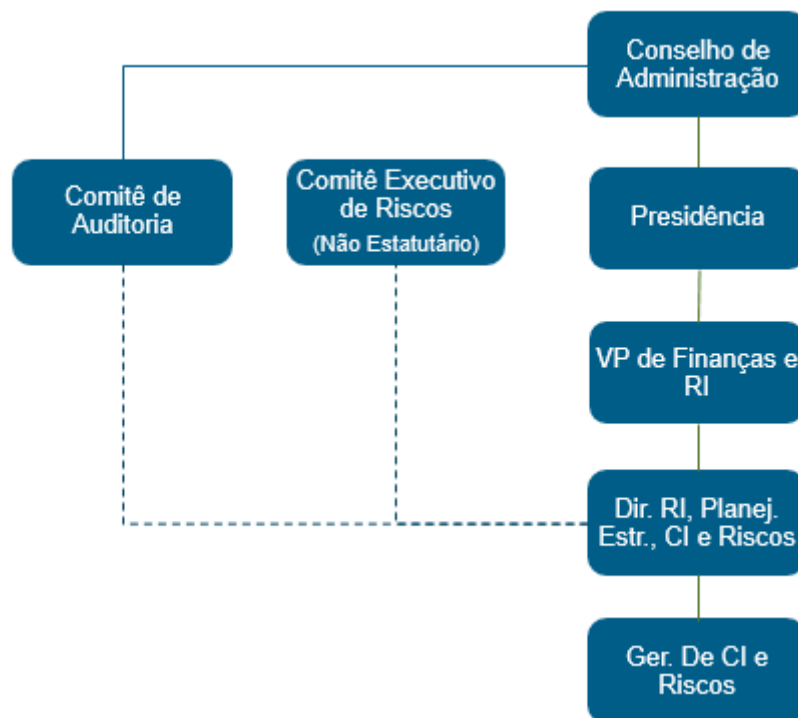 Conselho de
Administração
Comitê de
Auditoria
Comitê Executivo
de Riscos
(Não Estatutário)
Presidência
VP de Finanças e
RI
Dir. RI, Planej.
Estr., CI e Riscos
Ger. De CI e
Riscos